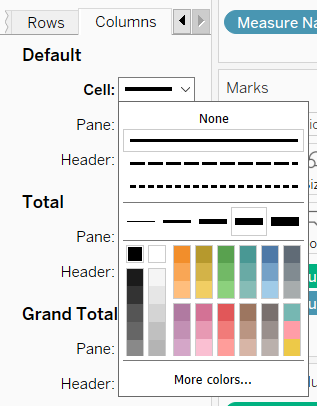 Rows
Columns
Measure Na
Default
Marks
Cell:
None
Pane:
Header:
Total
Pane:
Header:
Grand Total
Pane:
More colors...
Header: